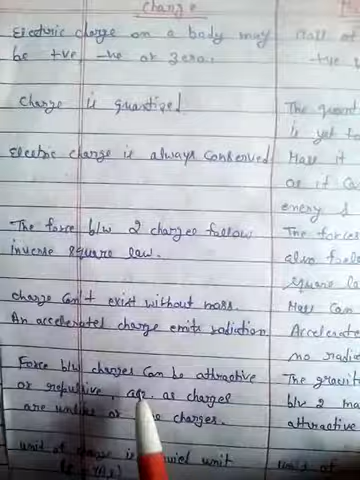 Charge
Electric charge on a body may
be +ve -ve or zero.
Charge is quantized
Electric charge is always conserved
The force b/w 2 charges follow
inverse square law.
Charge can't exist without mass.
An accelerated charge emits radiation
Force b/w charges can be attractive
or repulsive, as charges
are unlike or charges.
unit of charge is unit
Mass of
+ve
The quant
is yet to
Mass it
as it
The forces
also
square la
Mass can
Accelerate
no radi
The gravit
b/w 2 ma
attractive
unit of